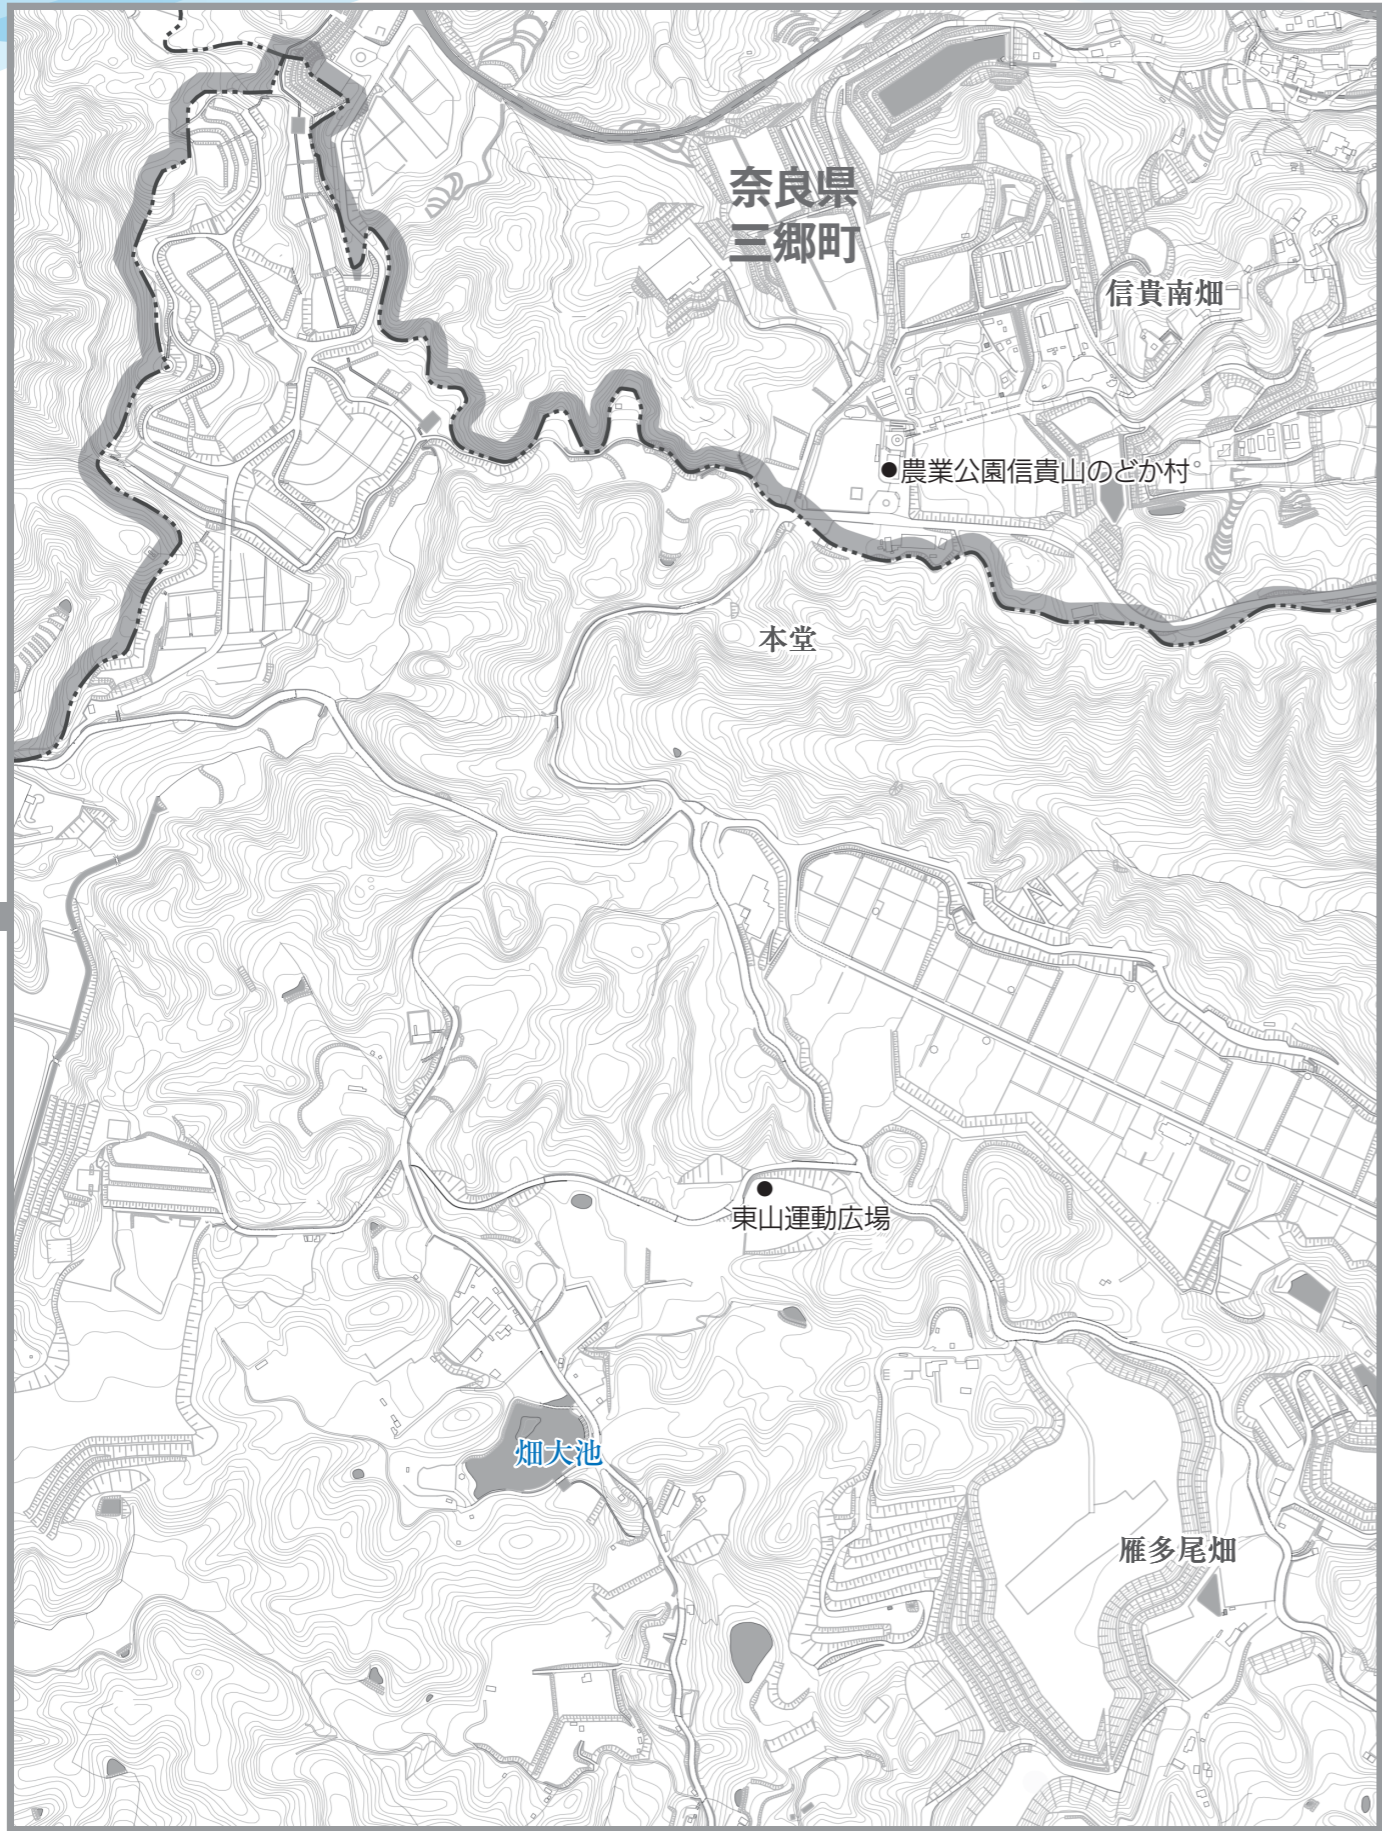 奈良県
三郷町
信貴南畑
農業公園信貴山のどか村
本堂
東山運動広場
畑大池
雁多尾畑